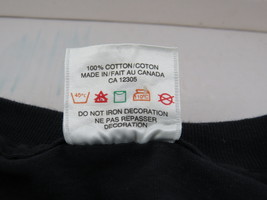 100% COTTON/COTON
MADE IN/FAIT AU CANADA
CA 12305
DO NOT IRON DECORATION
NE PAS REPASSER
DECORATION